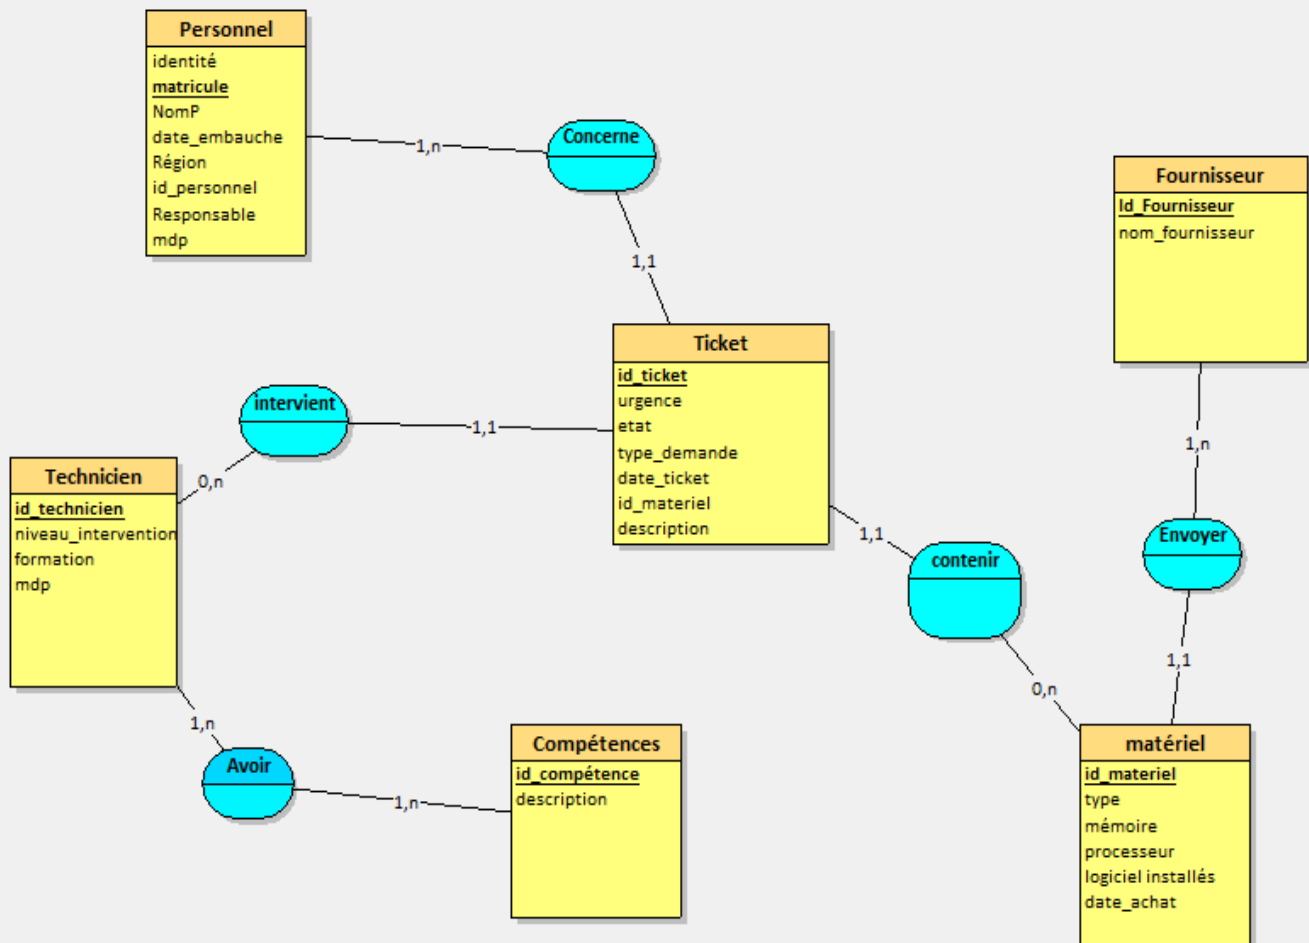 Personnel
identité
matricule
NomP
date_embauche
Région
id_personnel
Responsable
mdp
1,n
Concerne
1,1
Fournisseur
Id_Fournisseur
nom_fournisseur
1,n
Envoyer
1,1
Ticket
id_ticket
urgence
etat
type_demande
date_ticket
id_materiel
description
intervient
1,1
0,n
Technicien
id_technicien
niveau_intervention
formation
mdp
1,n
Avoir
1,n
Compétences
id_compétence
description
1,1
contenir
0,n
matériel
id_materiel
type
mémoire
processeur
logiciel installés
date_achat